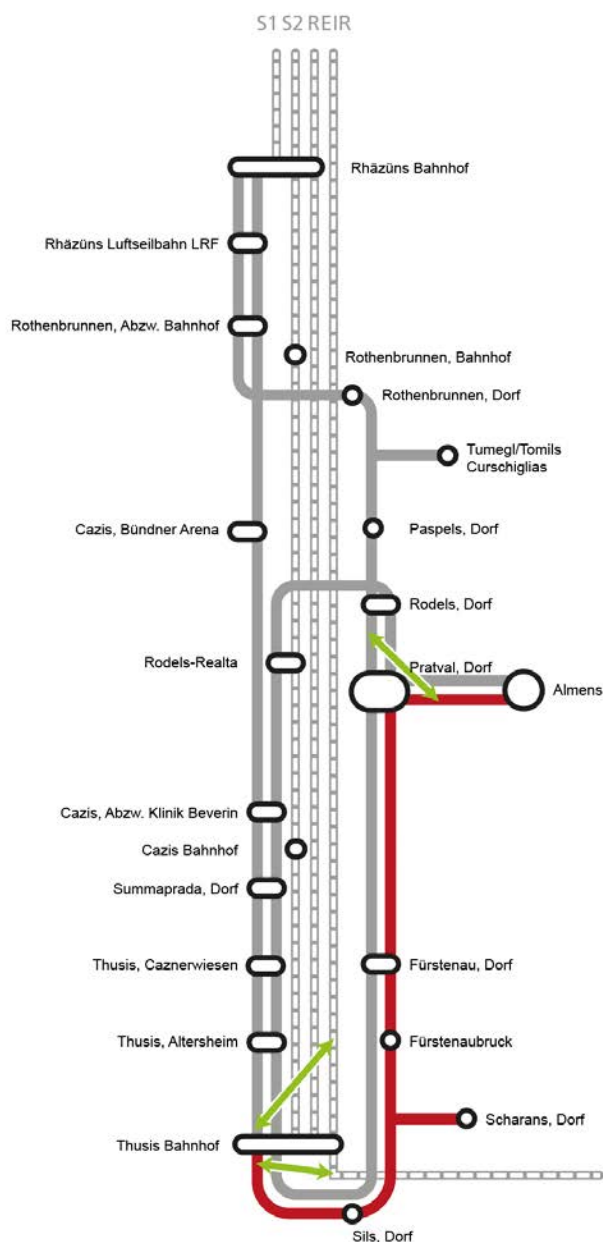 S1 S2 RE IR
Rhäzüns Bahnhof
Rhäzüns Luftseilbahn LRF
Rothenbrunnen, Abzw. Bahnhof
Rothenbrunnen, Bahnhof
Rothenbrunnen, Dorf
Tumegl/Tomils
Curschiglias
Cazis, Bündner Arena
Paspels, Dorf
Rodels, Dorf
Rodels-Realta
Pratval, Dorf
Almens
Cazis, Abzw. Klinik Beverin
Cazis Bahnhof
Summaprada, Dorf
Thusis, Caznerwiesen
Fürstenau, Dorf
Thusis, Altersheim
Fürstenaubruck
Scharans, Dorf
Thusis Bahnhof
Sils, Dorf